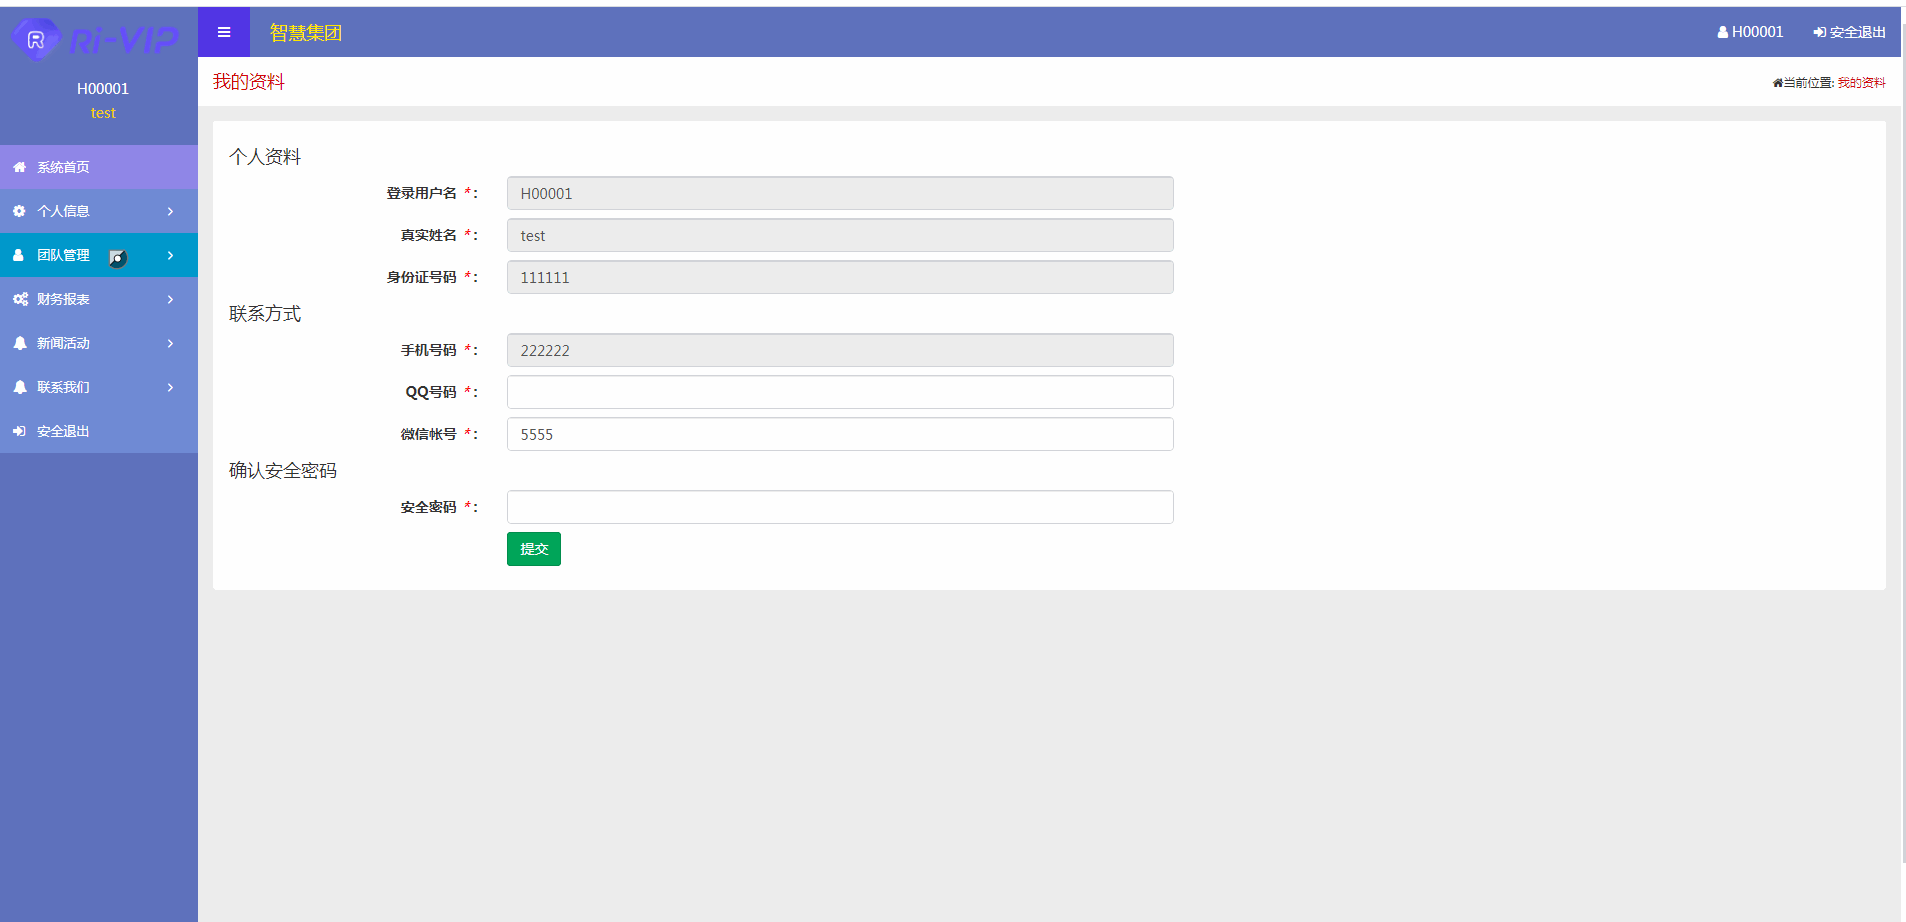 Ri-VIP
H00001
test
系统首页
个人信息
团队管理
财务报表
新闻活动
联系我们
安全退出
智慧集团
H00001 安全退出
我的资料
当前位置: 我的资料
个人资料
登录用户名 *: H00001
真实姓名 *: test
身份证号码 *: 111111
联系方式
手机号码 *: 222222
QQ号码 *:
微信帐号 *: 5555
确认安全密码
安全密码 *:
提交